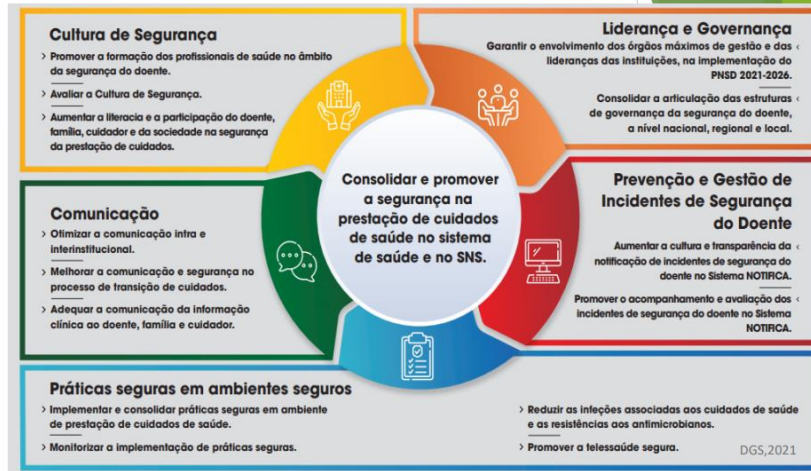 Cultura de Segurança
> Promover a formação dos profissionais de saúde no âmbito
da segurança do doente.
> Avaliar a Cultura de Segurança.
> Aumentar a literacia e a participação do doente,
família, cuidador e da sociedade na segurança
da prestação de cuidados.
Liderança e Governança
Garantir o envolvimento dos órgãos máximos de gestão e das <
lideranças das instituições, na implementação do
PNSD 2021-2026.
Consolidar a articulação das estruturas <
de governança da segurança do doente,
a nível nacional, regional e local.
Consolidar e promover
a segurança na
prestação de cuidados
de saúde no sistema
de saúde e no SNS.
Comunicação
> Otimizar a comunicação intra e
interinstitucional.
> Melhorar a comunicação e segurança no
processo de transição de cuidados.
> Adequar a comunicação da informação
clínica ao doente, família e cuidador.
Prevenção e Gestão de
Incidentes de Segurança
do Doente
Aumentar a cultura e transparência da <
notificação de incidentes de segurança do
doente no Sistema NOTIFICA.
Promover o acompanhamento e avaliação dos <
incidentes de segurança do doente no Sistema
NOTIFICA.
Práticas seguras em ambientes seguros
> Implementar e consolidar práticas seguras em ambiente
de prestação de cuidados de saúde.
> Monitorizar a implementação de práticas seguras.
> Reduzir as infeções associadas aos cuidados de saúde
e as resistências aos antimicrobianos.
> Promover a telessaúde segura.
DGS,2021